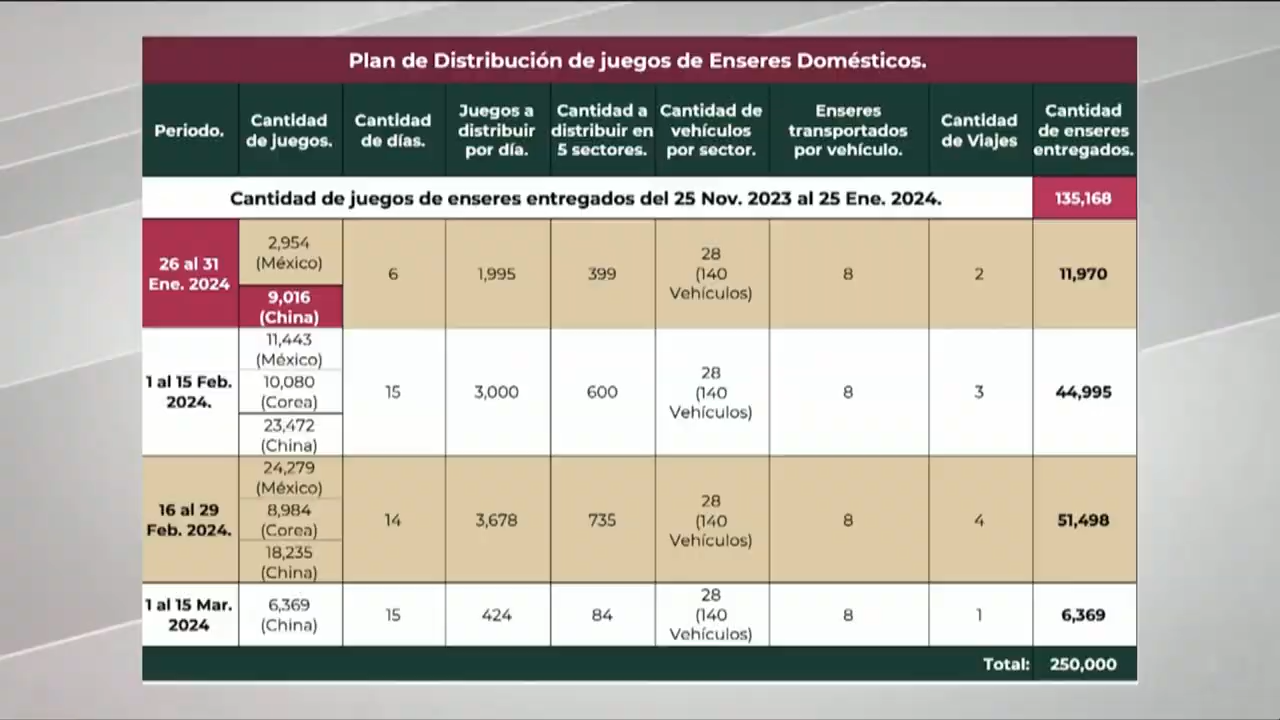 Plan de Distribución de juegos de Enseres Domésticos.
Periodo.
Cantidad
de juegos.
Cantidad
de días.
Juegos a
distribuir
por día.
Cantidad a
distribuir en
5 sectores.
Cantidad de
vehículos
por sector.
Enseres
transportados
por vehículo.
Cantidad
de Viajes
Cantidad
de enseres
entregados.
Cantidad de juegos de enseres entregados del 25 Nov. 2023 al 25 Ene. 2024.
135,168
26 al 31
Ene. 2024
2,954
(México)
9,016
(China)
6
1,995
399
28
(140
Vehículos)
8
2
11,970
1 al 15 Feb.
2024.
11,443
(México)
10,080
(Corea)
23,472
(China)
15
3,000
600
28
(140
Vehículos)
8
3
44,995
16 al 29
Feb. 2024.
24,279
(México)
8,984
(Corea)
18,235
(China)
14
3,678
735
28
(140
Vehículos)
8
4
51,498
1 al 15 Mar.
2024
6,369
(China)
15
424
84
28
(140
Vehículos)
8
1
6,369
Total:
250,000